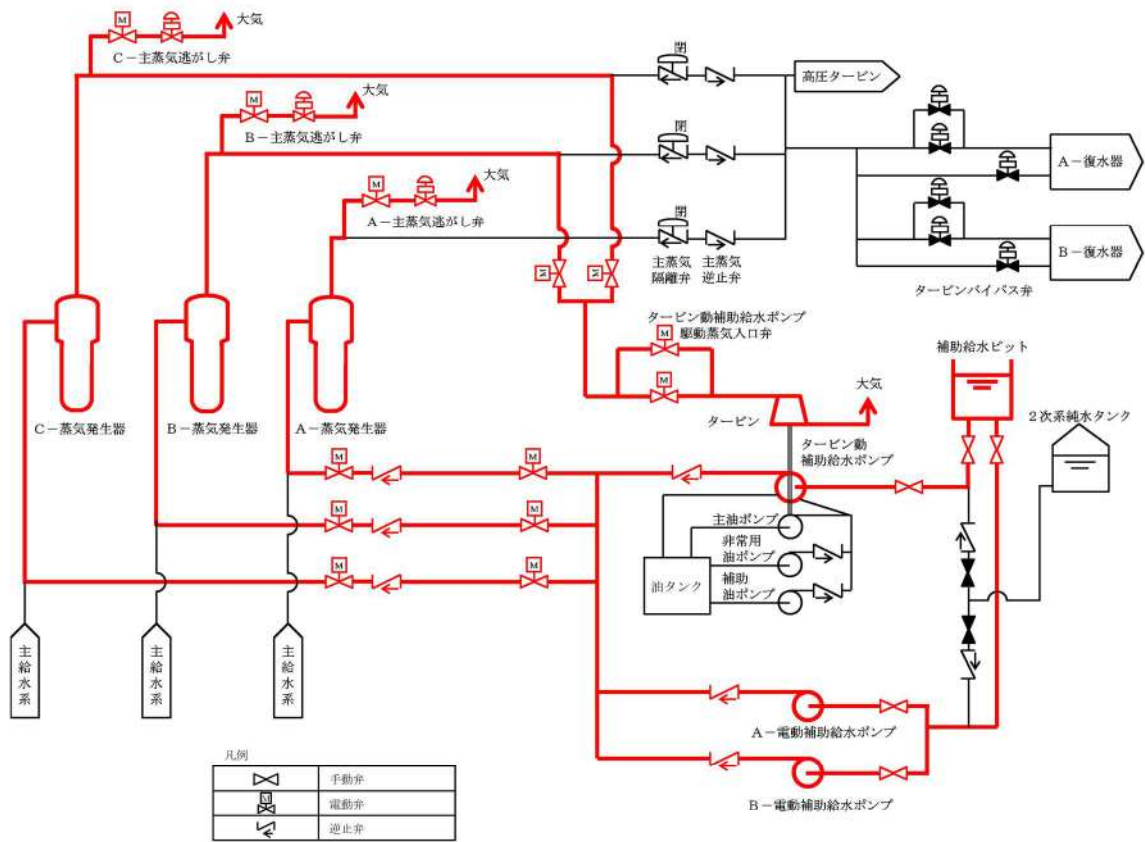 大気
C－主蒸気逃がし弁
M
閉
高圧タービン
大気
M
B－主蒸気逃がし弁
閉
A－復水器
大気
M
A－主蒸気逃がし弁
閉
主蒸気
隔離弁
主蒸気
逆止弁
B－復水器
タービンバイパス弁
M
M
タービン動補助給水ポンプ
駆動蒸気入口弁
M
M
補助給水ピット
大気
2次系純水タンク
C－蒸気発生器
B－蒸気発生器
A－蒸気発生器
タービン
タービン動
補助給水ポンプ
M
M
M
M
M
M
主油ポンプ
非常用
油ポンプ
補助
油ポンプ
油タンク
主給水系
主給水系
主給水系
A－電動補助給水ポンプ
B－電動補助給水ポンプ
凡例
手動弁
M
電動弁
逆止弁